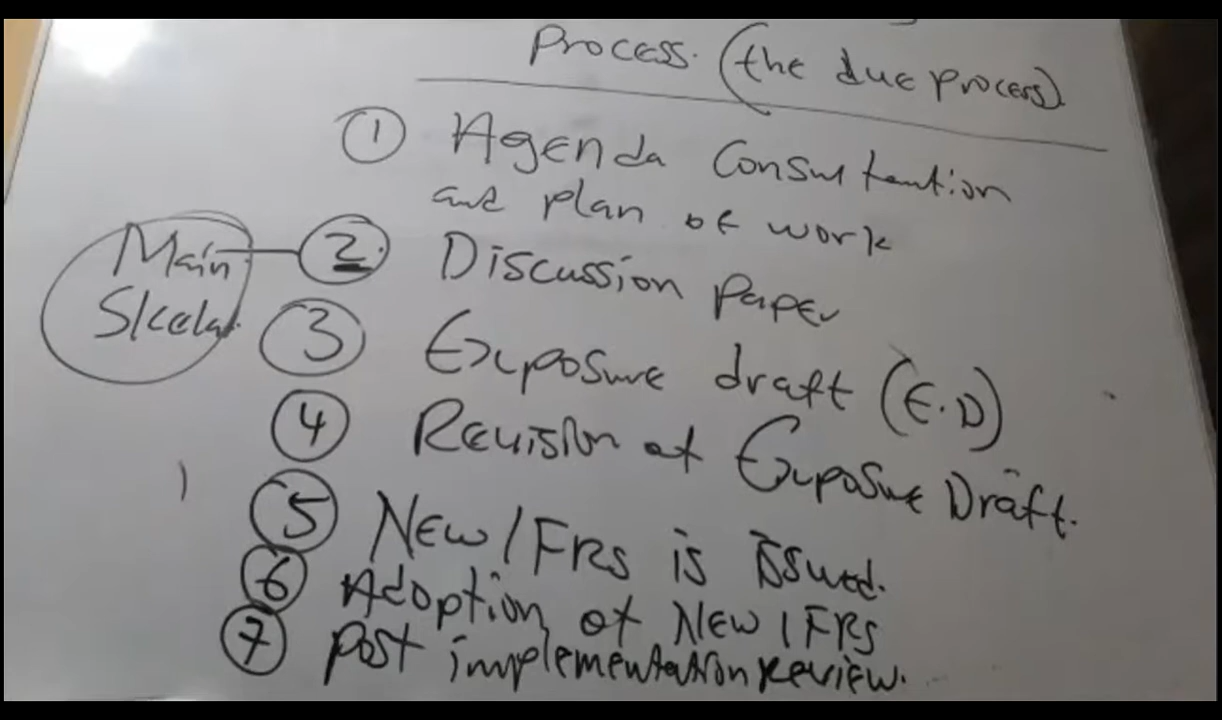 Process. (the due process).
① Agenda Consultation
and plan of work
Main
②. Discussion Paper
③ Exposure draft (E.D)
④ Revision of Exposure Draft.
⑤ New IFRS is issued.
⑥ Adoption of New IFRS
⑦ Post implementation Review.